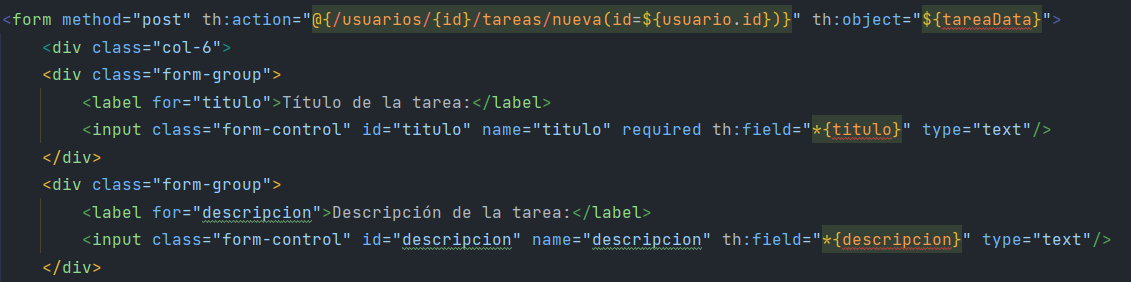 <form method="post" th:action="@{/usuarios/{id}/tareas/nueva(id=${usuario.id})}" th:object="${tareaData}">
<div class="col-6">
<div class="form-group">
<label for="titulo">Título de la tarea:</label>
<input class="form-control" id="titulo" name="titulo" required th:field="*{titulo}" type="text"/>
</div>
<div class="form-group">
<label for="descripcion">Descripción de la tarea:</label>
<input class="form-control" id="descripcion" name="descripcion" th:field="*{descripcion}" type="text"/>
</div>